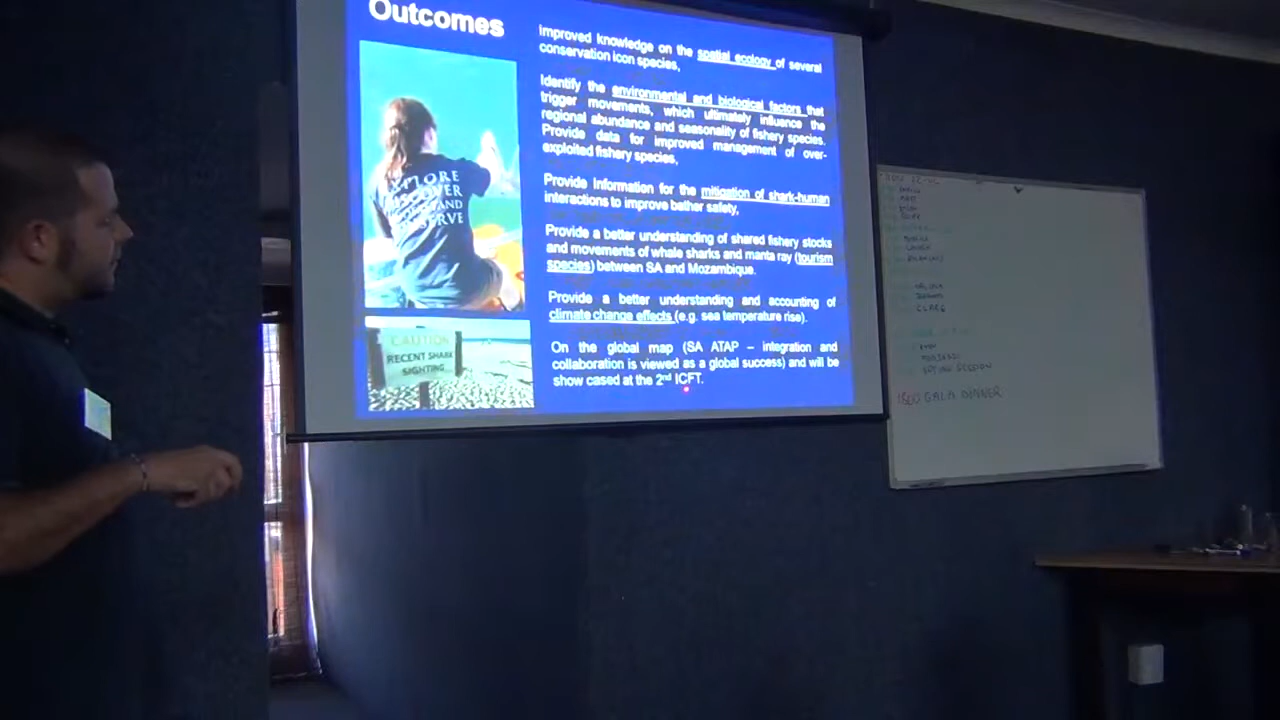 Outcomes
Improved knowledge on the spatial ecology of several
conservation icon species,
Identify the environmental and biological factors that
trigger movements, which ultimately influence the
regional abundance and seasonality of fishery species.
Provide data for improved management of over-
exploited fishery species,
Provide Information for the mitigation of shark-human
interactions to improve bather safety,
Provide a better understanding of shared fishery stocks
and movements of whale sharks and manta ray (tourism
species) between SA and Mozambique.
Provide a better understanding and accounting of
climate change effects (e.g. sea temperature rise).
On the global map (SA ATAP – integration and
collaboration is viewed as a global success) and will be
show cased at the 2nd ICFT.
EXPLORE
DISCOVER
CAUTION
RECENT SHARK
SIGHTING
CLARE
SESSION
1800 GALA DINNER